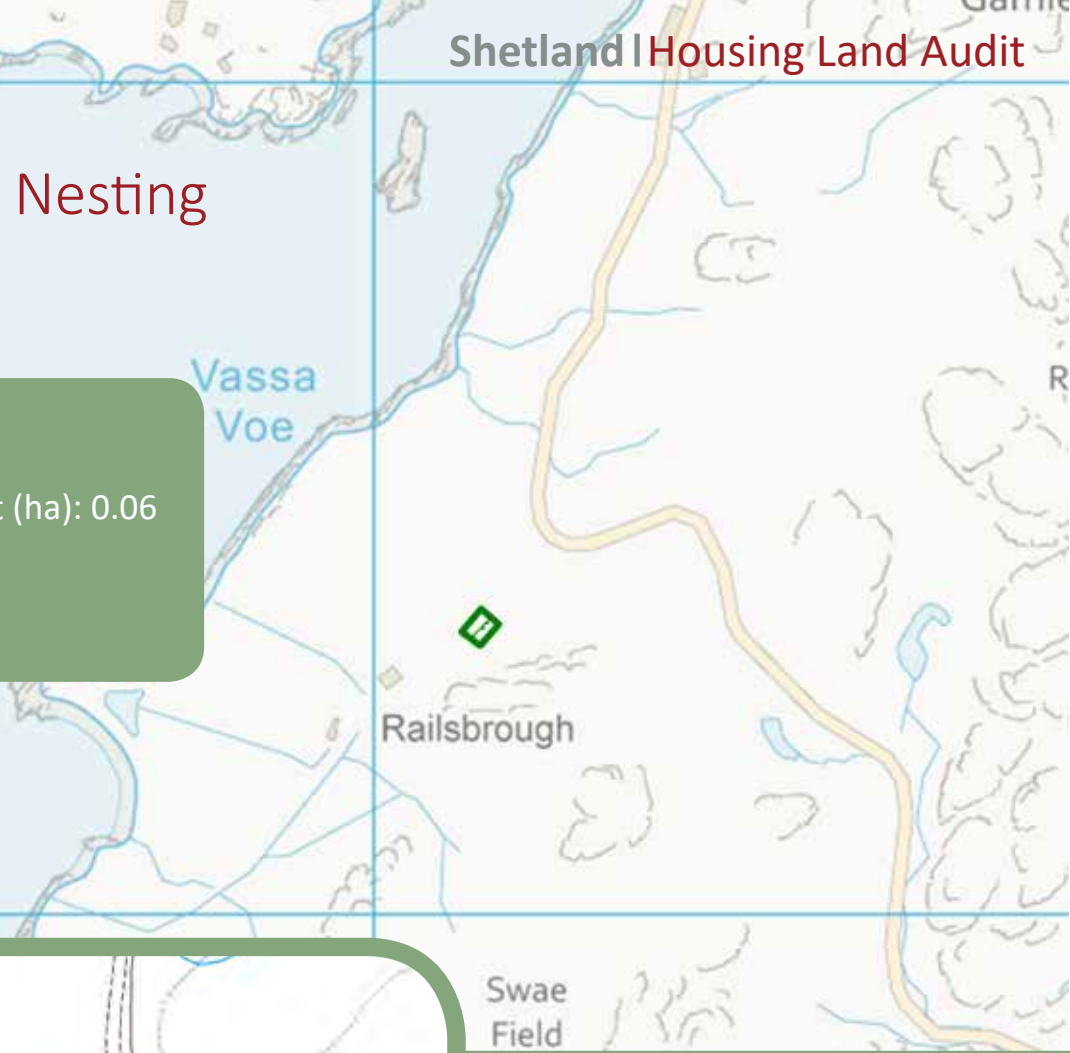 Shetland|Housing Land Audit
Nesting
Vassa
Voe
(ha): 0.06
R
Railsbrough
Swae
Field